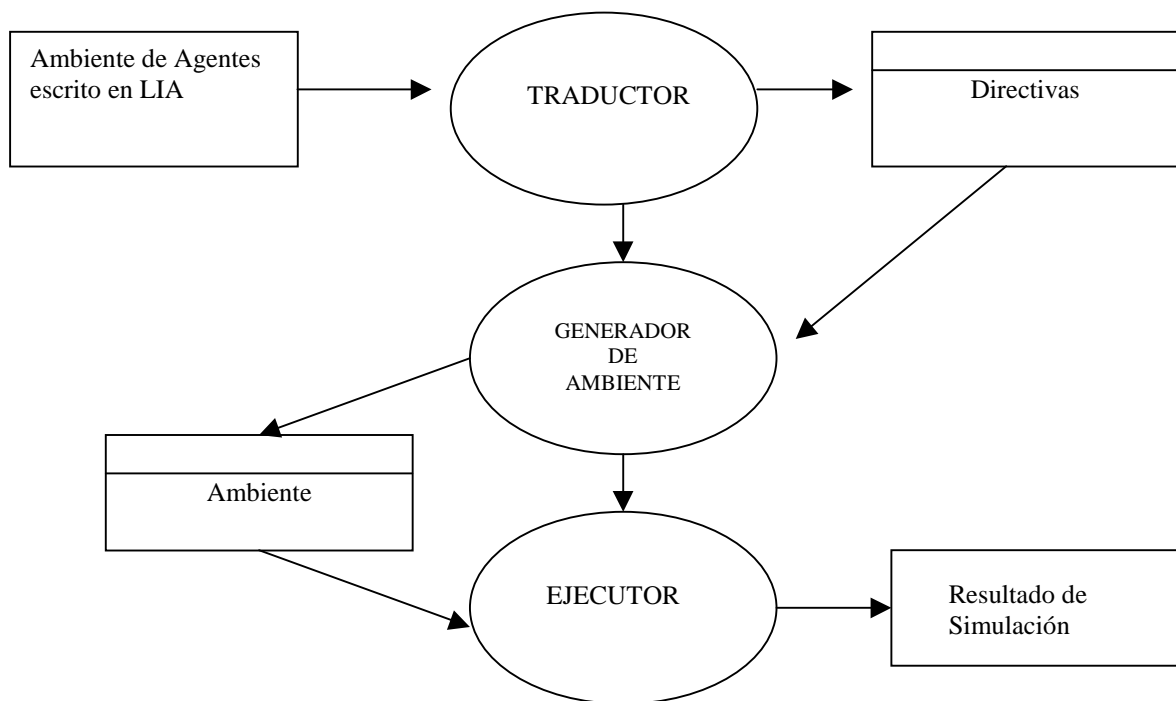 Ambiente de Agentes
escrito en LIA
TRADUCTOR
Directivas
GENERADOR
DE
AMBIENTE
Ambiente
EJECUTOR
Resultado de
Simulación